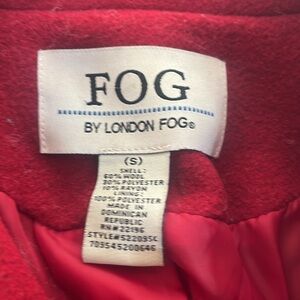 FOG
BY LONDON FOG®
(S)
SHELL:
60% WOOL
30% POLYESTER
10% RAYON
LINING:
100% POLYESTER
MADE IN
DOMINICAN
REPUBLIC
RN# 22196
STYLE#S22095C
709545200646